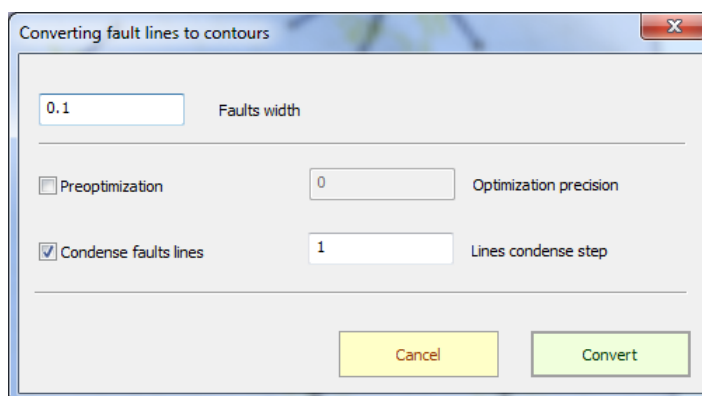 Converting fault lines to contours
0.1 Faults width
Preoptimization 0 Optimization precision
Condense faults lines 1 Lines condense step
Cancel Convert